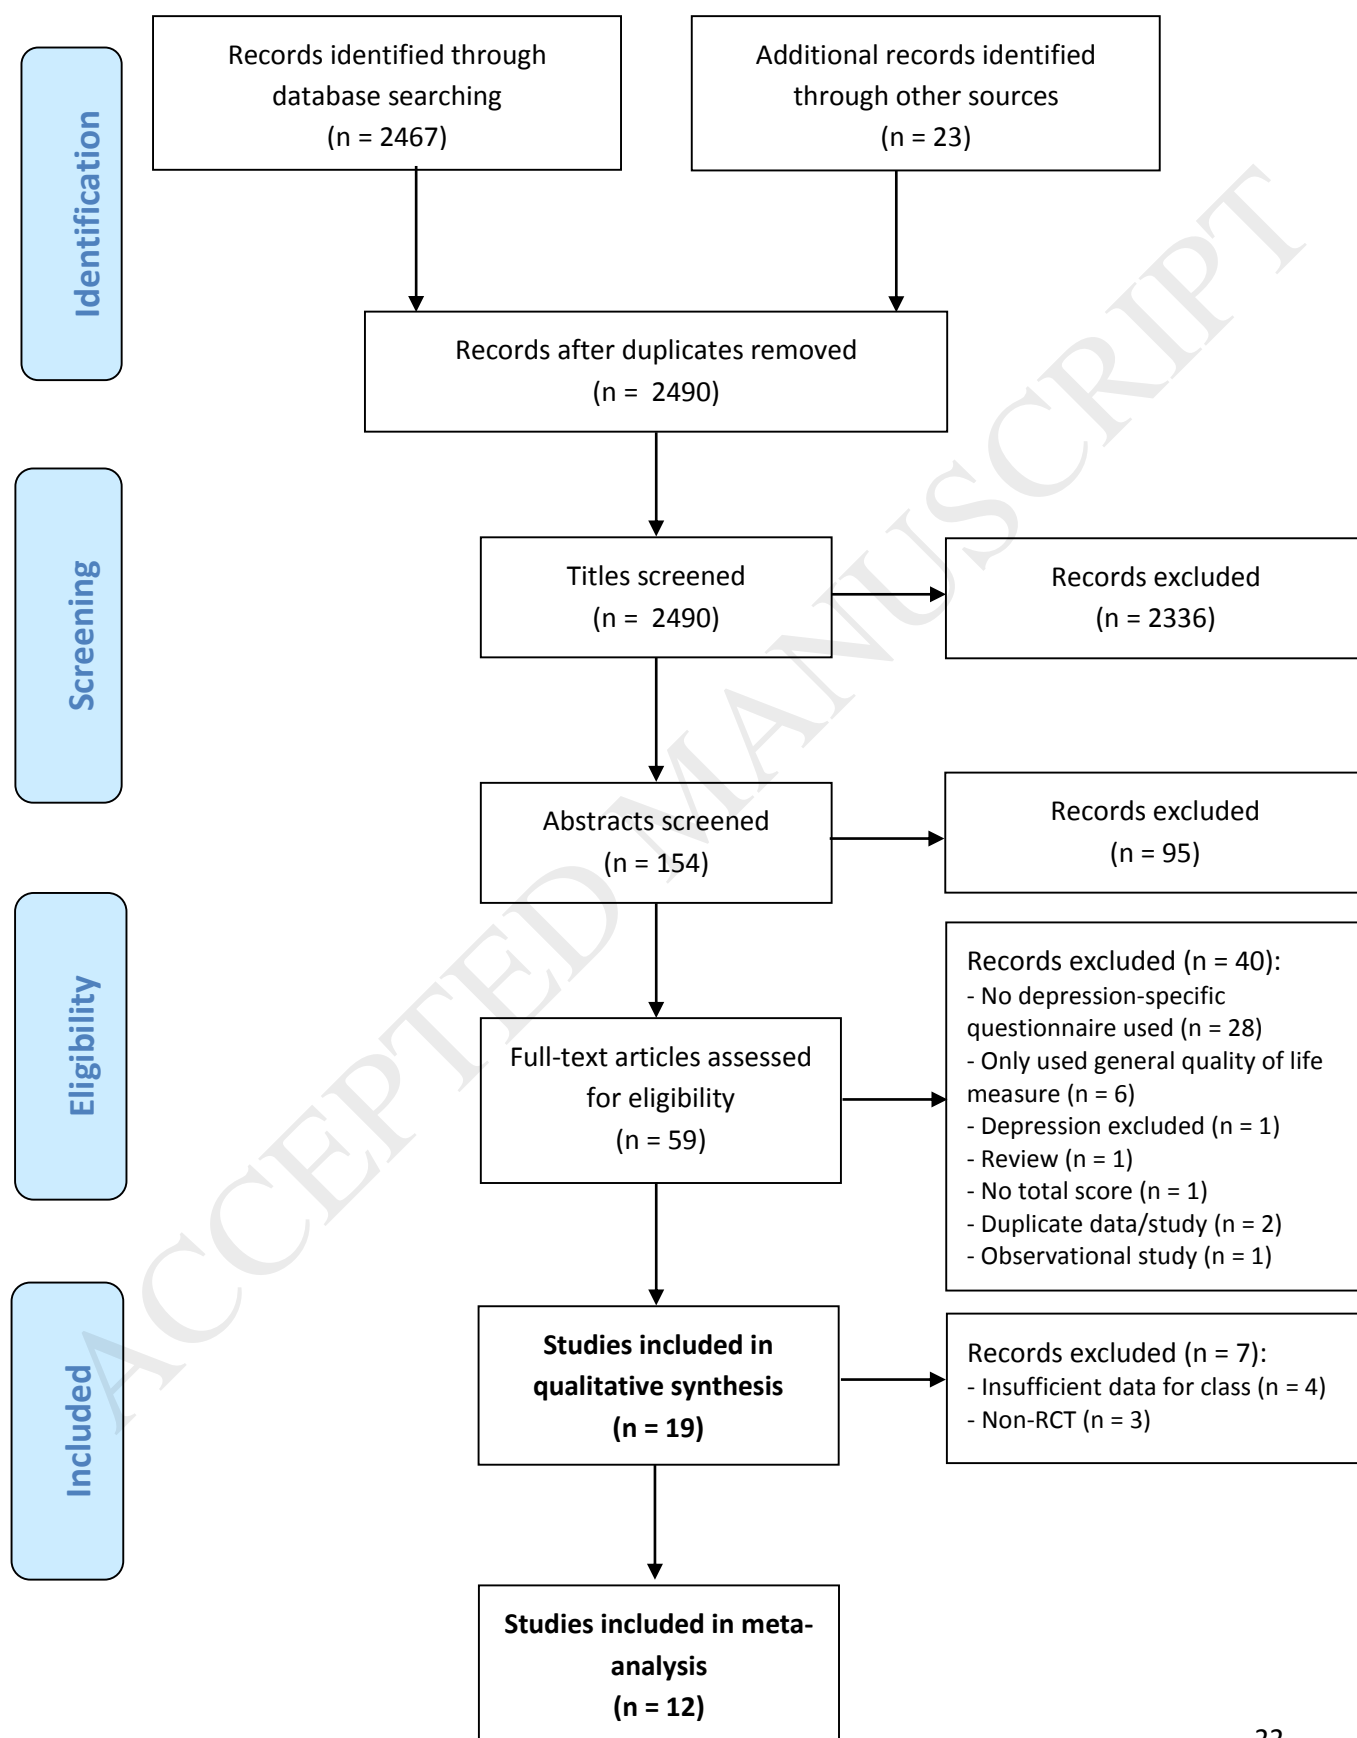 Identification
Records identified through
database searching
(n = 2467)
Additional records identified
through other sources
(n = 23)
Records after duplicates removed
(n = 2490)
Screening
Titles screened
(n = 2490)
Records excluded
(n = 2336)
Abstracts screened
(n = 154)
Records excluded
(n = 95)
Eligibility
Full-text articles assessed
for eligibility
(n = 59)
Records excluded (n = 40):
- No depression-specific
questionnaire used (n = 28)
- Only used general quality of life
measure (n = 6)
- Depression excluded (n = 1)
- Review (n = 1)
- No total score (n = 1)
- Duplicate data/study (n = 2)
- Observational study (n = 1)
Included
Studies included in
qualitative synthesis
(n = 19)
Records excluded (n = 7):
- Insufficient data for class (n = 4)
- Non-RCT (n = 3)
Studies included in meta-
analysis
(n = 12)
ACCEPTED MANUSCRIPT